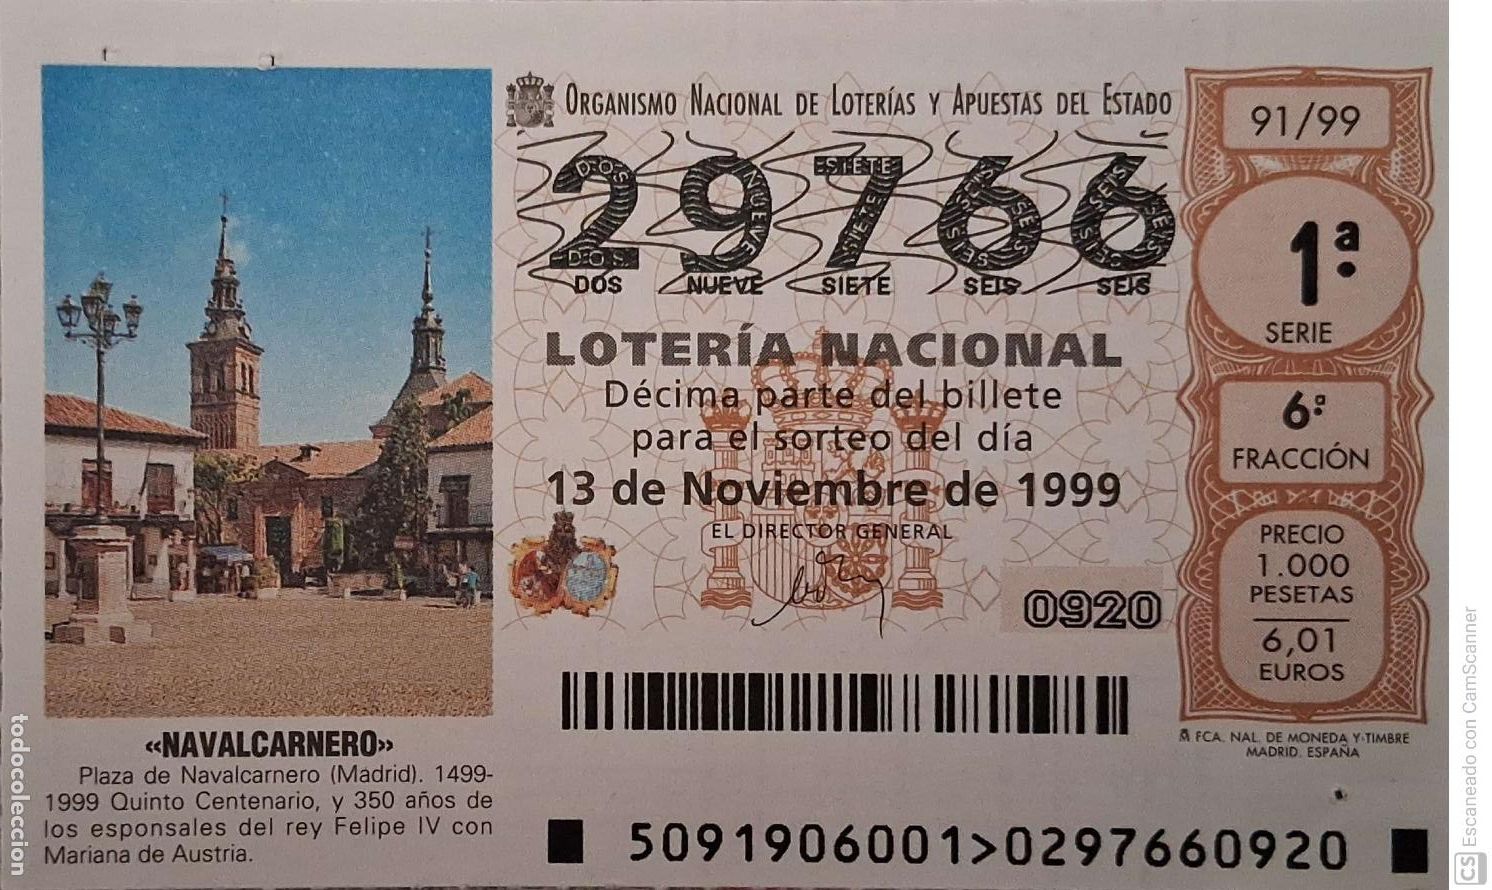 ORGANISMO NACIONAL DE LOTERÍAS Y APUESTAS DEL ESTADO
29766
DOS NUEVE SIETE SEIS SEIS
LOTERÍA NACIONAL
Décima parte del billete
para el sorteo del día
13 de Noviembre de 1999
EL DIRECTOR GENERAL
0920
91/99
1ª
SERIE
6ª
FRACCIÓN
PRECIO
1.000
PESETAS
6,01
EUROS
FCA. NAL. DE MONEDA Y TIMBRE
MADRID. ESPAÑA
«NAVALCARNERO»
Plaza de Navalcarnero (Madrid). 1499-
1999 Quinto Centenario, y 350 años de
los esponsales del rey Felipe IV con
Mariana de Austria.
5091906001>0297660920
todocoleccion
CS Escaneado con CamScanner